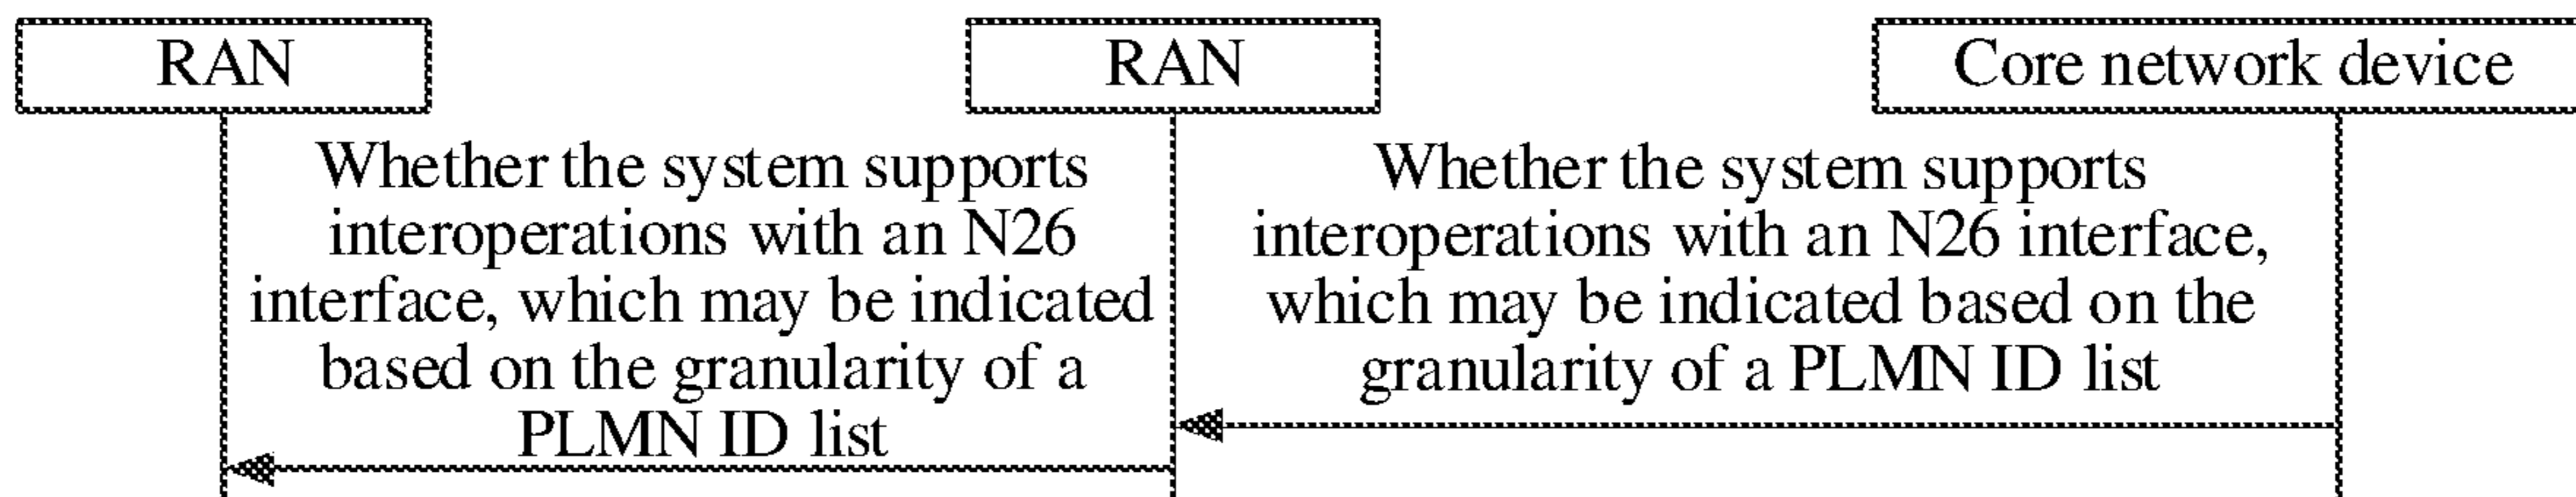 RAN
RAN
Core network device
Whether the system supports
interoperations with an N26
interface, which may be indicated
based on the granularity of a
PLMN ID list
Whether the system supports
interoperations with an N26 interface,
which may be indicated based on the
granularity of a PLMN ID list